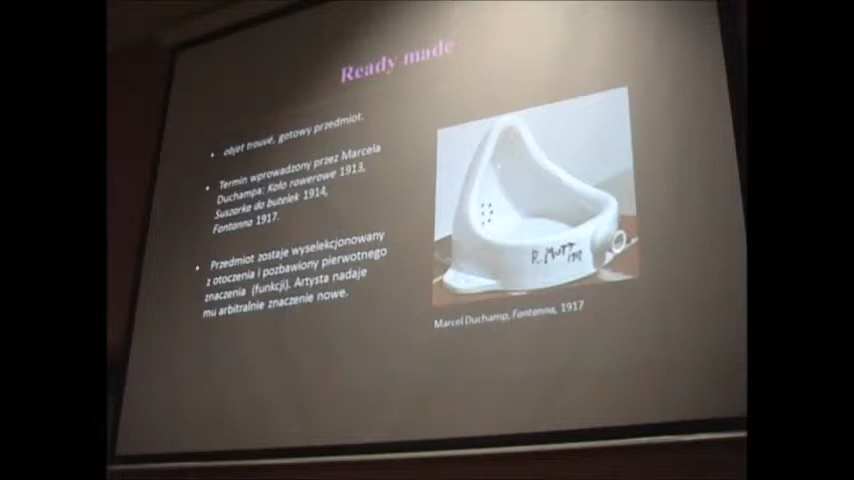 Ready made
• objet trouvé, gotowy przedmiot.
• Termin wprowadzony przez Marcela
Duchampa: Koło rowerowe 1913,
Suszarka do butelek 1914,
Fontanna 1917.
• Przedmiot zostaje wyselekcjonowany
z otoczenia i pozbawiony pierwotnego
znaczenia (funkcji). Artysta nadaje
mu arbitralnie znaczenie nowe.
R. MUTT
1917
Marcel Duchamp, Fontanna, 1917